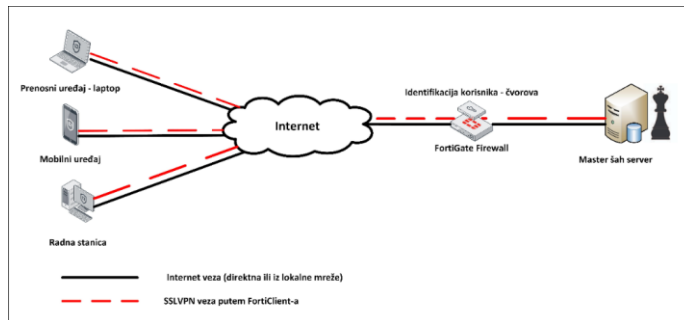 Prenosni uređaj - laptop
Mobilni uređaj
Radna stanica
Internet
Identifikacija korisnika - čvorova
FortiGate Firewall
Master šah server
Internet veza (direktna ili iz lokalne mreže)
SSLVPN veza putem FortiClient-a